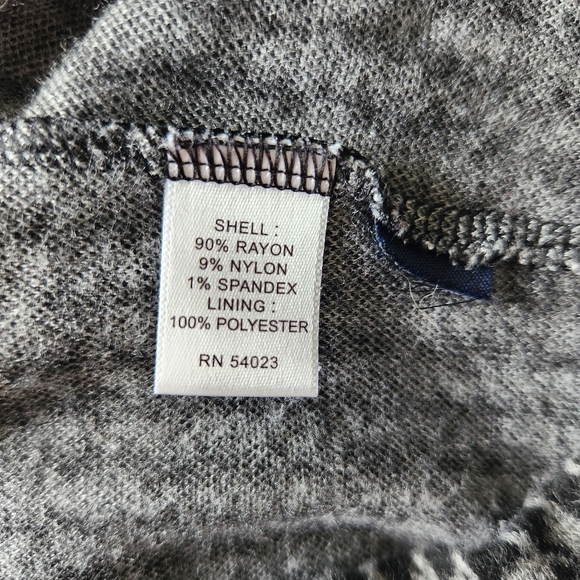 SHELL :
90% RAYON
9% NYLON
1% SPANDEX
LINING :
100% POLYESTER
RN 54023